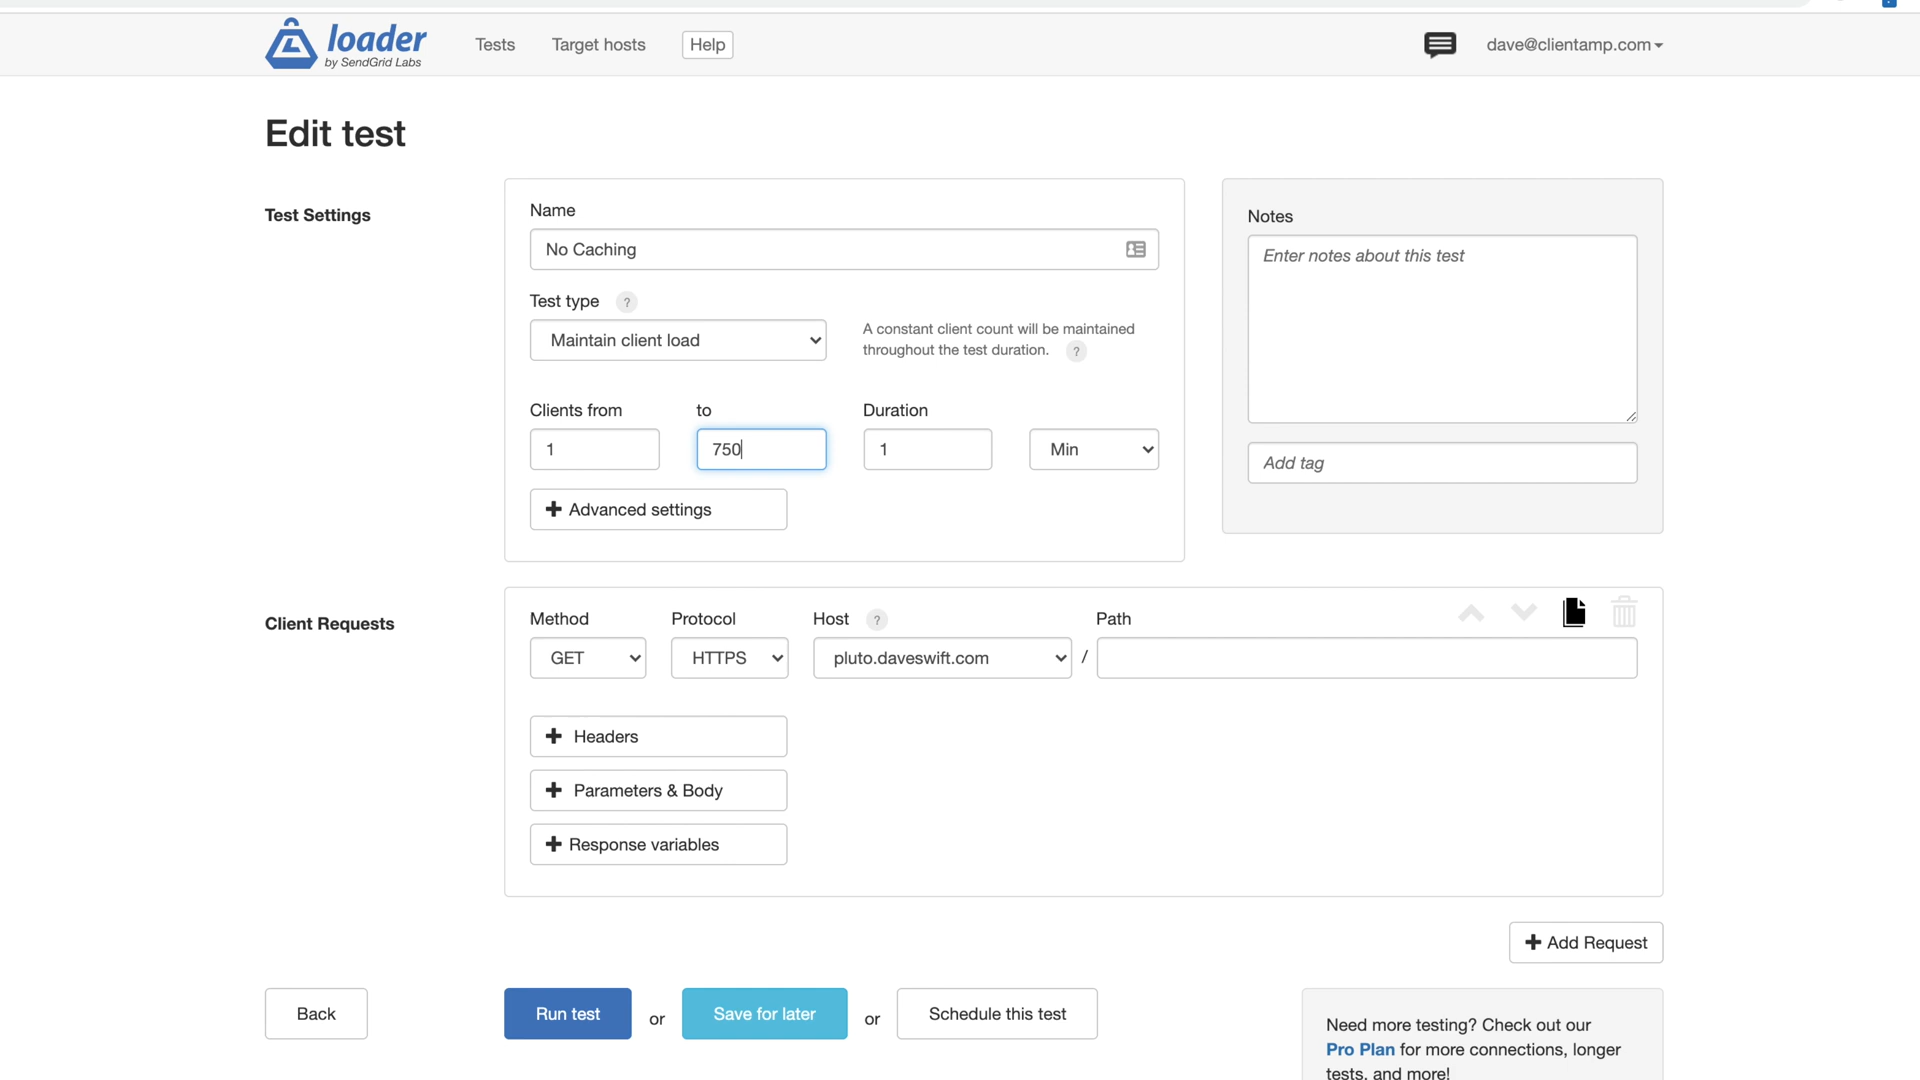 loader
by SendGrid Labs
Tests
Target hosts
Help
dave@clientamp.com
Edit test
Test Settings
Name
No Caching
Test type ?
Maintain client load
A constant client count will be maintained
throughout the test duration. ?
Clients from
to
Duration
1
750
1
Min
+ Advanced settings
Notes
Enter notes about this test
Add tag
Client Requests
Method
Protocol
Host ?
Path
GET
HTTPS
pluto.daveswift.com
/
+ Headers
+ Parameters & Body
+ Response variables
+ Add Request
Back
Run test
or
Save for later
or
Schedule this test
Need more testing? Check out our
Pro Plan for more connections, longer
tests, and more!